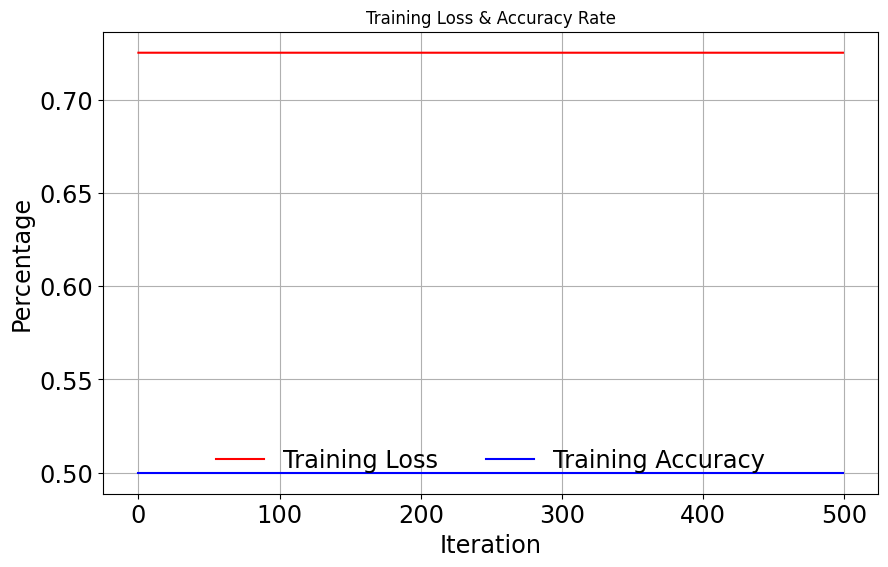 Training Loss & Accuracy Rate
0.70
0.65
0.60
0.55
0.50
Percentage
Training Loss Training Accuracy
0 100 200 300 400 500
Iteration